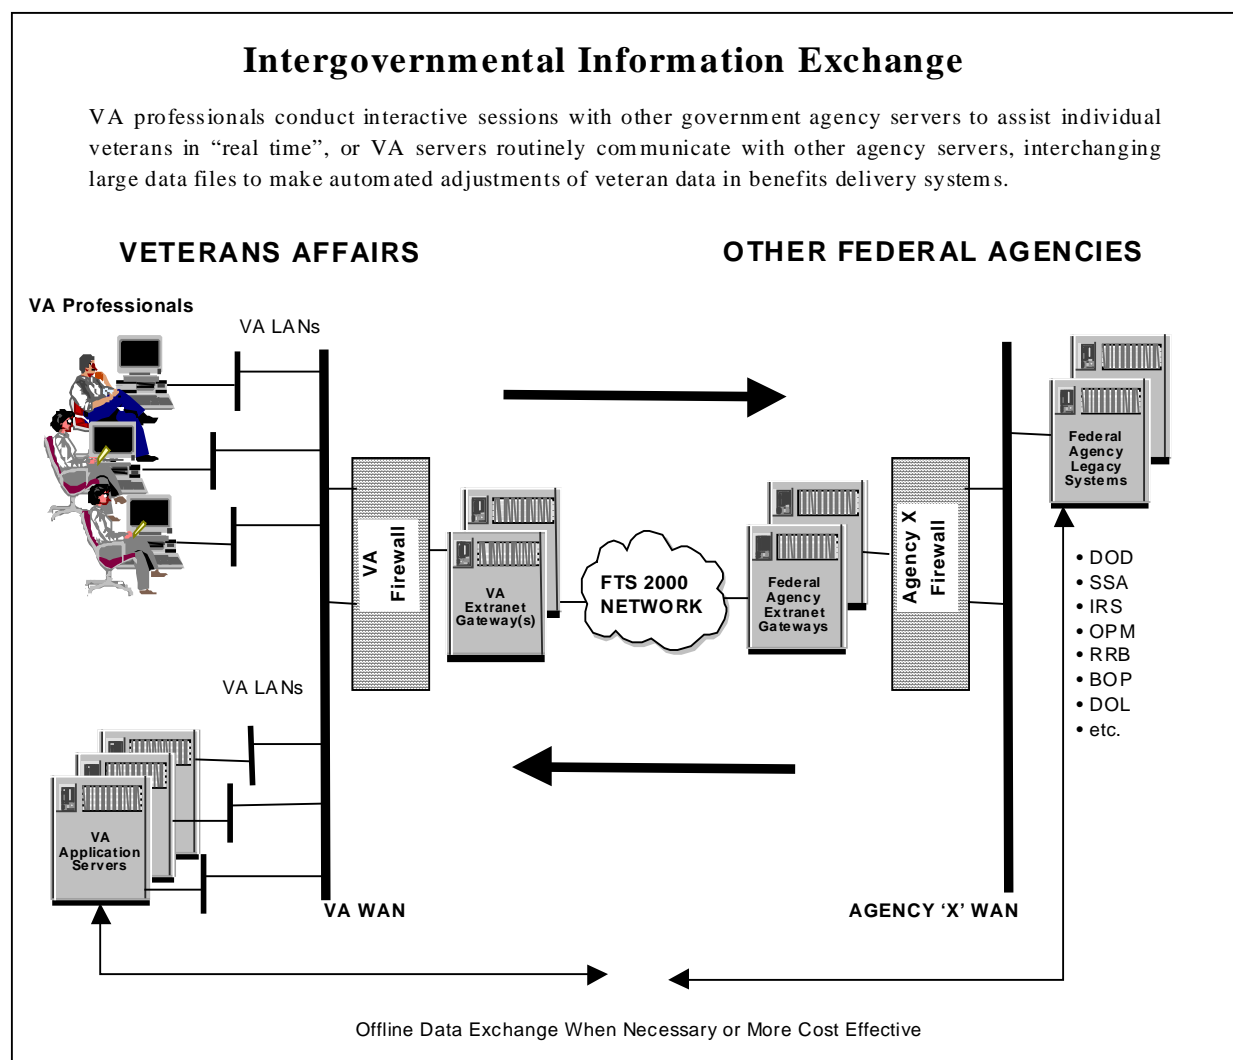 Intergovernmental Information Exchange
VA professionals conduct interactive sessions with other government agency servers to assist individual
veterans in “real time”, or VA servers routinely communicate with other agency servers, interchanging
large data files to make automated adjustments of veteran data in benefits delivery systems.
VETERANS AFFAIRS
OTHER FEDERAL AGENCIES
VA Professionals
VA LANs
Federal
Agency
Legacy
Systems
VA
Firewall
VA
Extranet
Gateway(s)
FTS 2000
NETWORK
Federal
Agency
Extranet
Gateways
Agency X
Firewall
• DOD
• SSA
• IRS
• OPM
• RRB
• BOP
• DOL
• etc.
VA LANs
VA
Application
Servers
VA WAN
AGENCY ‘X’ WAN
Offline Data Exchange When Necessary or More Cost Effective